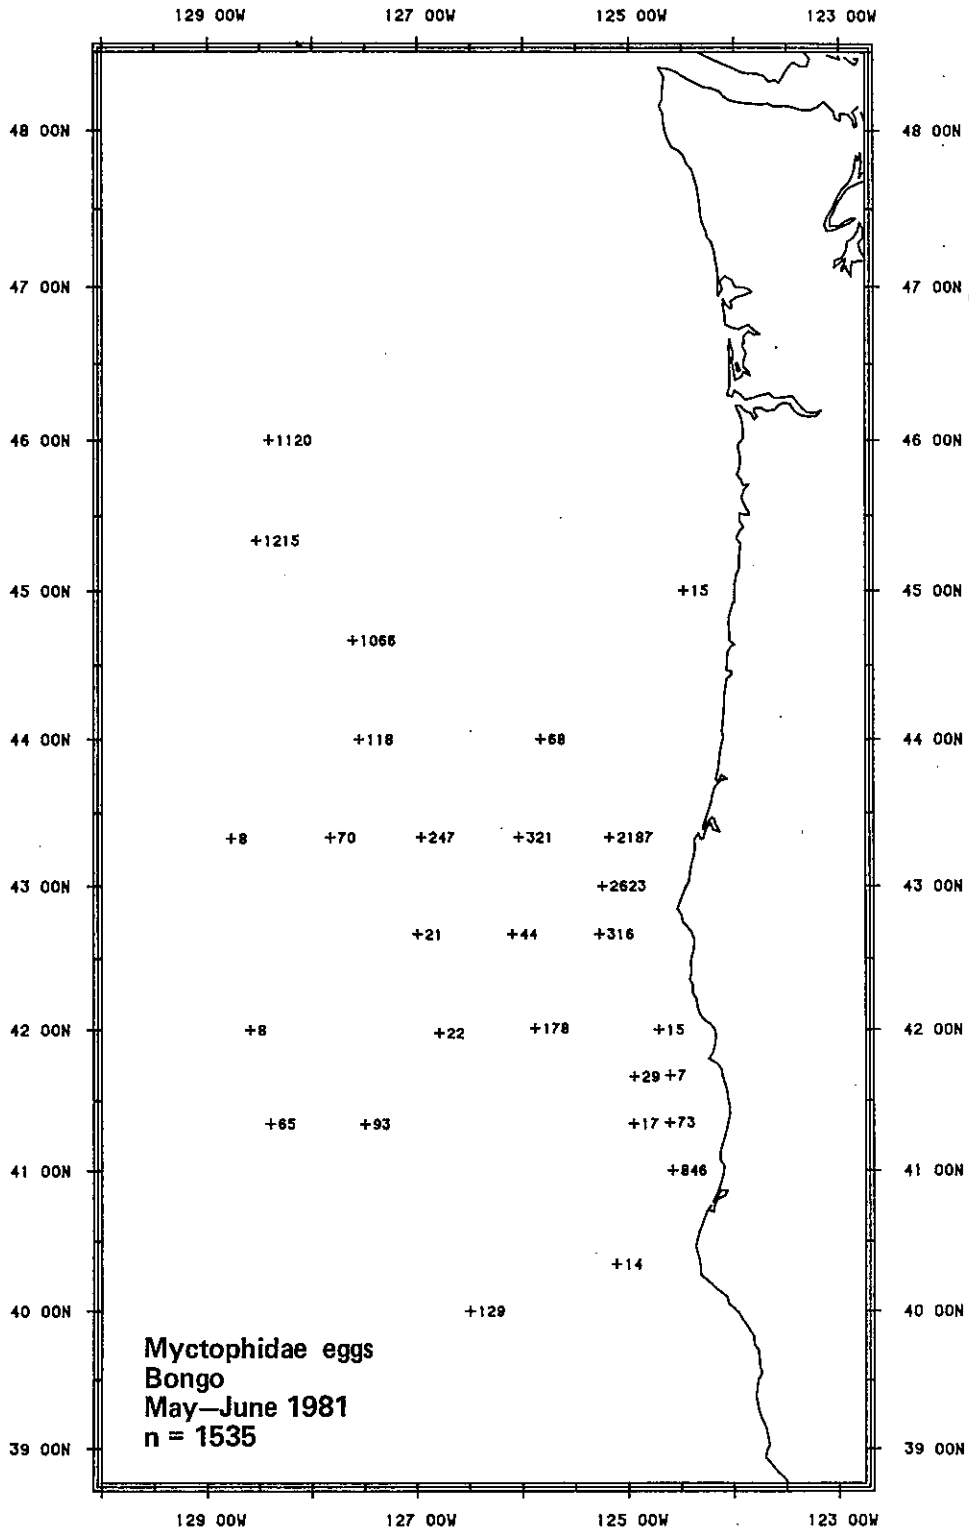 129 00W 127 00W 125 00W 123 00W
48 00N 48 00N
47 00N 47 00N
46 00N +1120 46 00N
+1215
45 00N +15 45 00N
+1066
44 00N +118 +68 44 00N
+8 +70 +247 +321 +2187
43 00N +2623 43 00N
+21 +44 +316
42 00N +8 +22 +178 +15 42 00N
+29 +7
+65 +93 +17 +73
41 00N +846 41 00N
+14
40 00N +129 40 00N
Myctophidae eggs
Bongo
May—June 1981
n = 1535
39 00N 39 00N
129 00W 127 00W 125 00W 123 00W